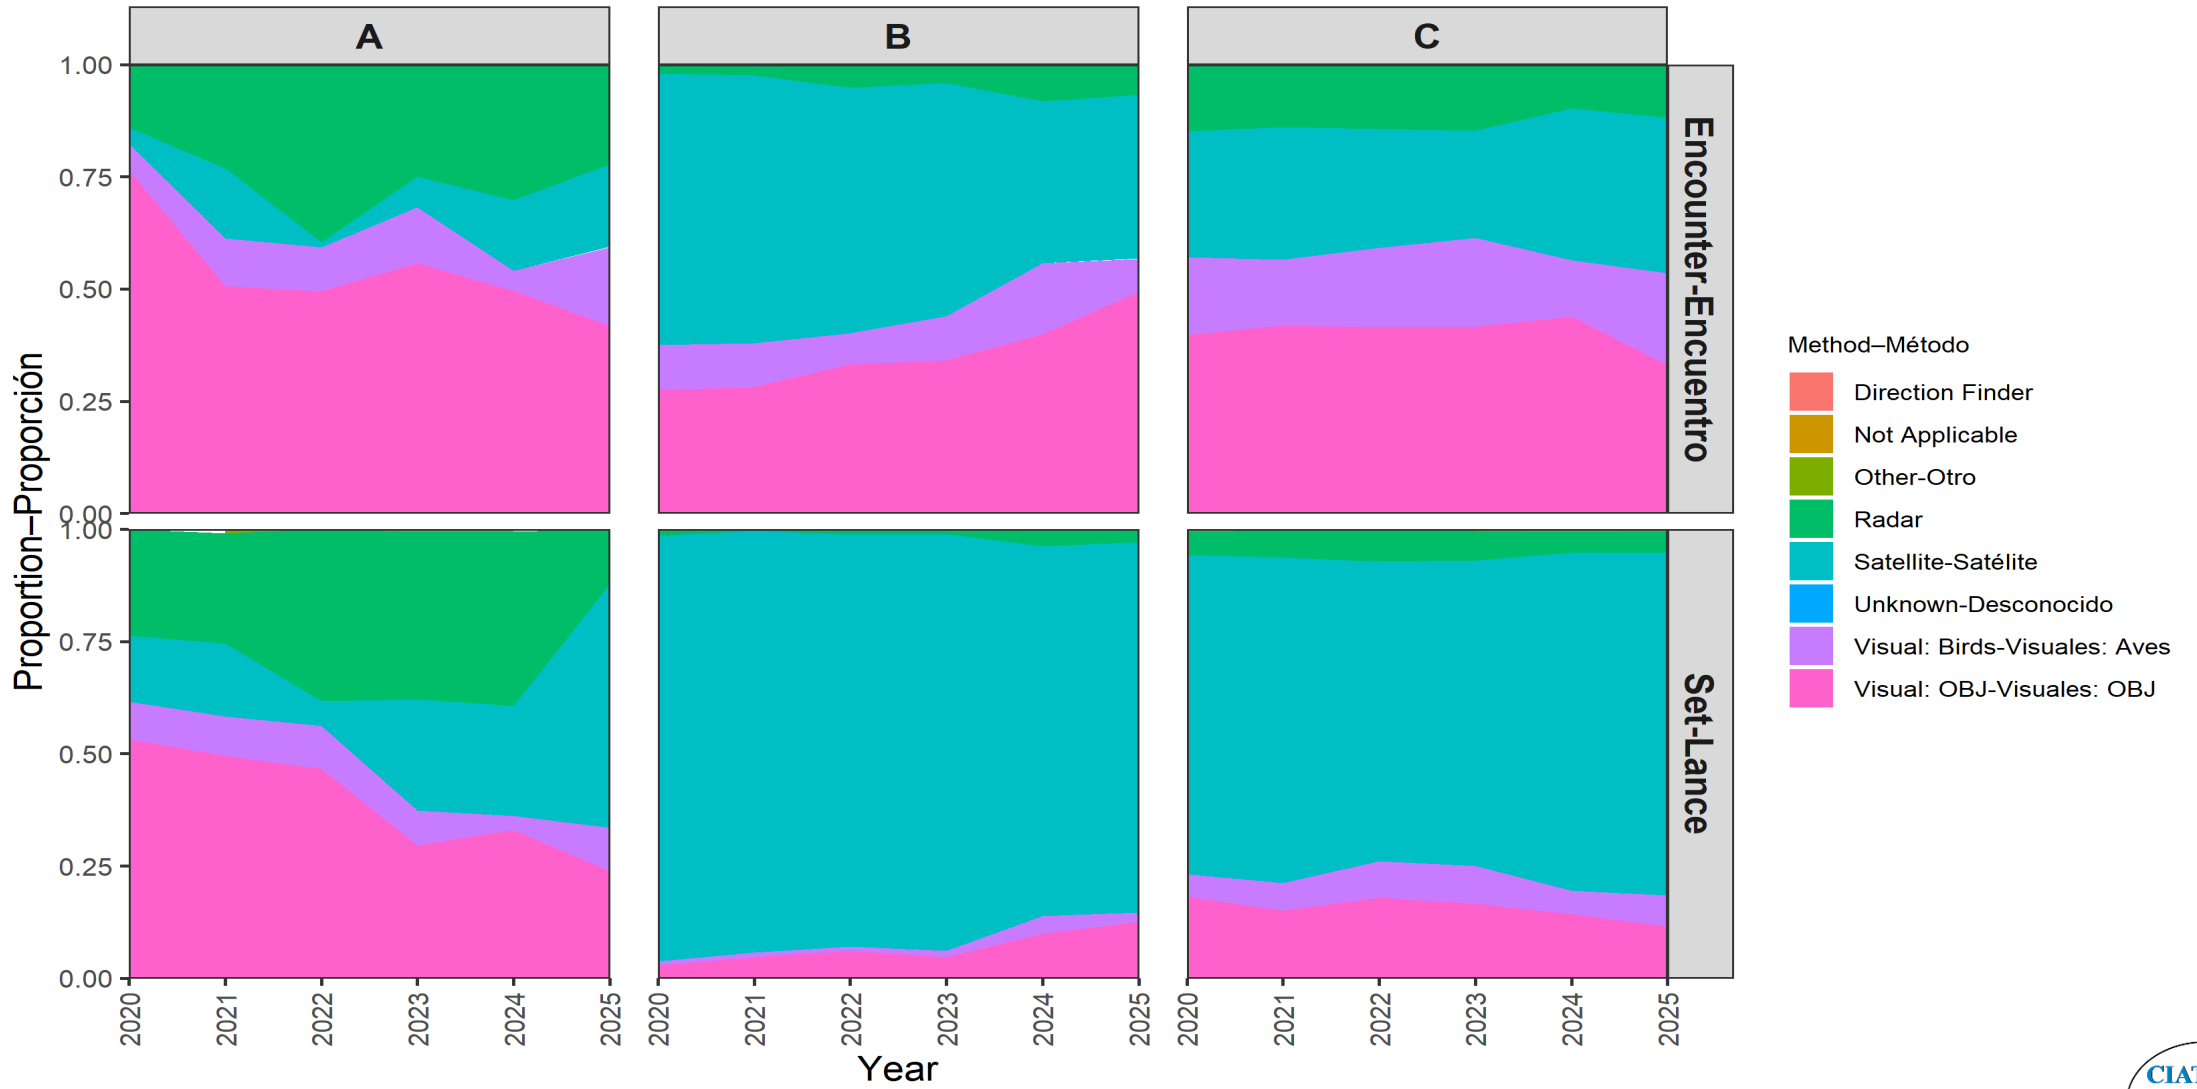 A
B
C
1.00
0.75
0.50
0.25
0.00
Encounter-Encuentro
1.00
0.75
0.50
0.25
0.00
Set-Lance
Proportion–Proporción
2020 2021 2022 2023 2024 2025
2020 2021 2022 2023 2024 2025
2020 2021 2022 2023 2024 2025
Year
Method–Método
Direction Finder
Not Applicable
Other-Otro
Radar
Satellite-Satélite
Unknown-Desconocido
Visual: Birds-Visuales: Aves
Visual: OBJ-Visuales: OBJ